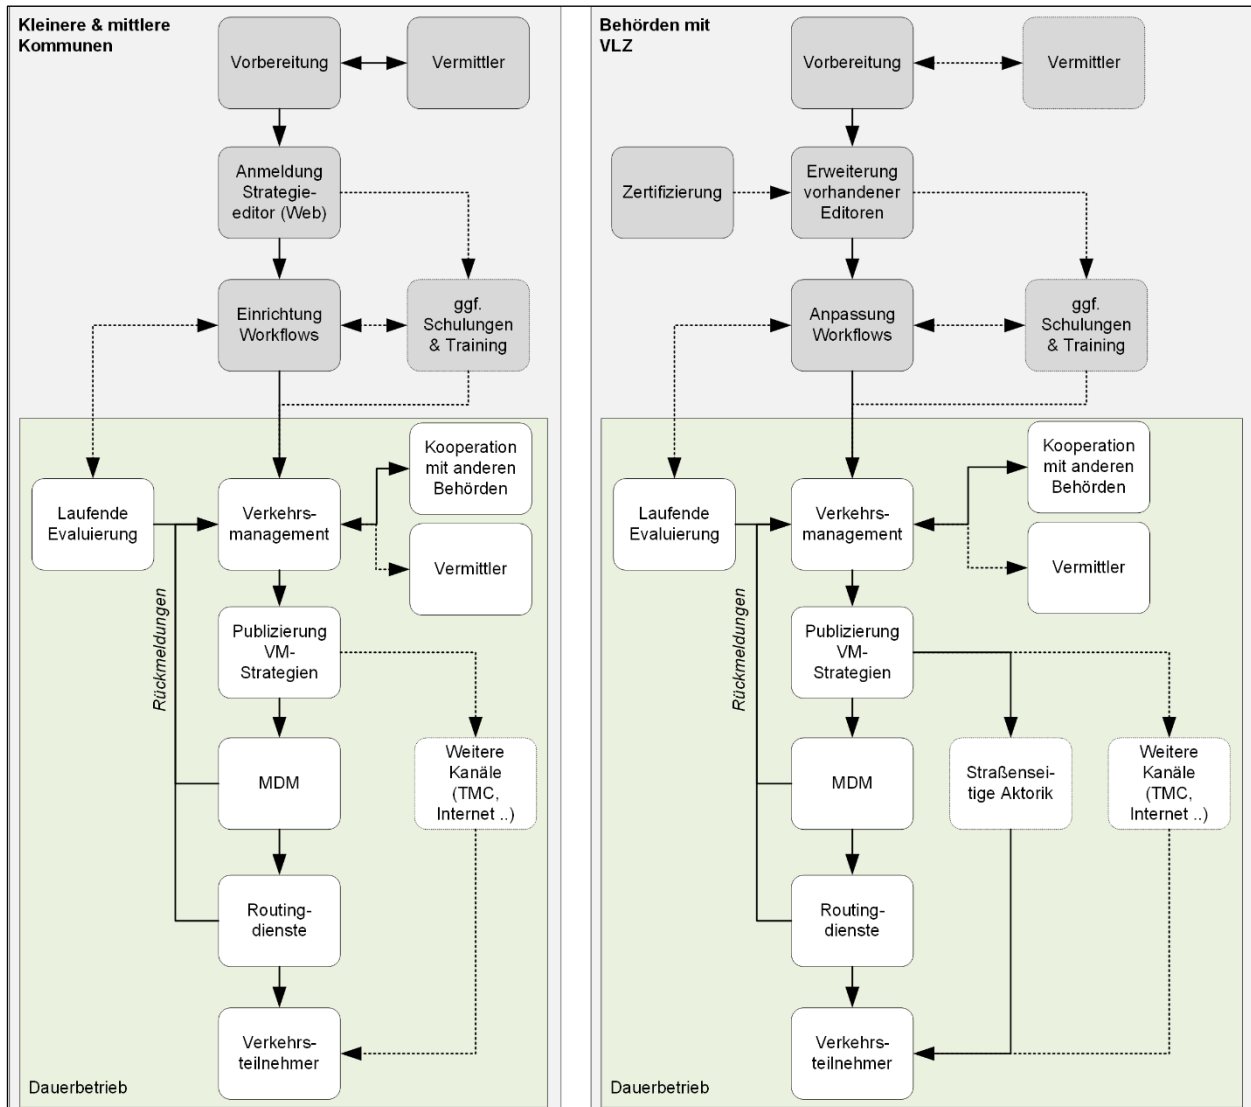 Kleinere & mittlere
Kommunen
Vorbereitung
Vermittler
Anmeldung
Strategie-
editor (Web)
Einrichtung
Workflows
ggf.
Schulungen
& Training
Laufende
Evaluierung
Verkehrs-
management
Kooperation
mit anderen
Behörden
Vermittler
Rückmeldungen
Publizierung
VM-
Strategien
MDM
Weitere
Kanäle
(TMC,
Internet ..)
Routing-
dienste
Verkehrs-
teilnehmer
Dauerbetrieb
Behörden mit
VLZ
Vorbereitung
Vermittler
Zertifizierung
Erweiterung
vorhandener
Editoren
Anpassung
Workflows
ggf.
Schulungen
& Training
Laufende
Evaluierung
Verkehrs-
management
Kooperation
mit anderen
Behörden
Vermittler
Rückmeldungen
Publizierung
VM-
Strategien
MDM
Straßensei-
tige Aktorik
Weitere
Kanäle
(TMC,
Internet ..)
Routing-
dienste
Verkehrs-
teilnehmer
Dauerbetrieb